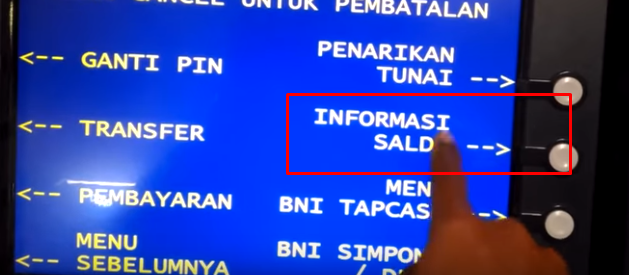 CANCEL UNTUK PEMBATALAN
<-- GANTI PIN
PENARIKAN
TUNAI -->
<-- TRANSFER
INFORMASI
SALD -->
<-- PEMBAYARAN
MEN
BNI TAPCAS -->
MENU
<-- SEBELUMNYA
BNI SIMPON